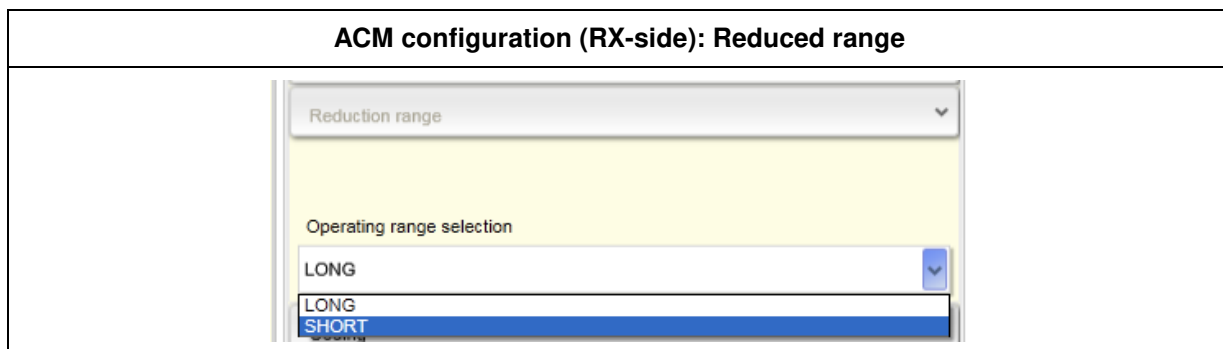 ACM configuration (RX-side): Reduced range
Reduction range
Operating range selection
LONG
LONG
SHORT